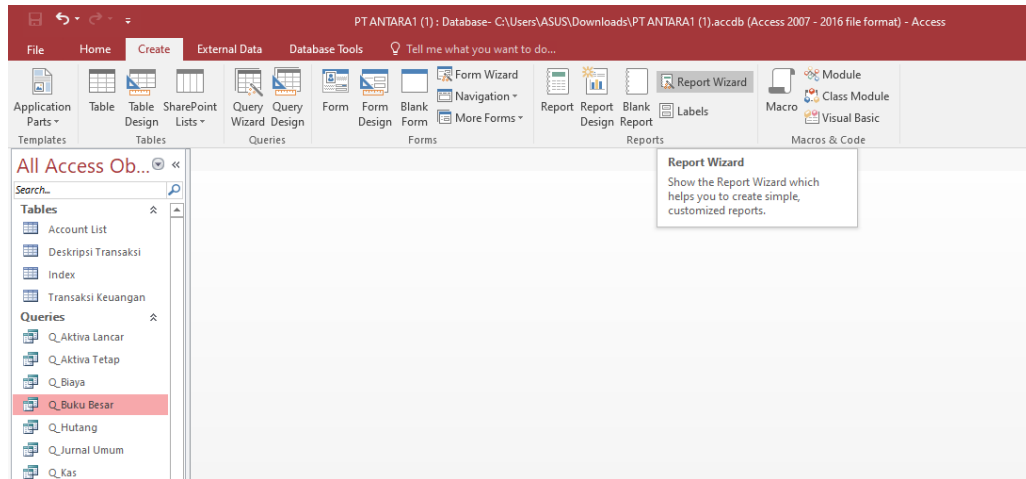 PT ANTARA1 (1) : Database- C:\Users\ASUS\Downloads\PT ANTARA1 (1).accdb (Access 2007 - 2016 file format) - Access
File Home Create External Data Database Tools Tell me what you want to do...
Application Parts
Table
Table Design
SharePoint Lists
Query Wizard
Query Design
Form
Form Design
Blank Form
Form Wizard
Navigation
More Forms
Report
Report Design
Blank Report
Report Wizard
Labels
Macro
Module
Class Module
Visual Basic
Templates Tables Queries Forms Reports Macros & Code
All Access Ob...
Search...
Tables
Account List
Deskripsi Transaksi
Index
Transaksi Keuangan
Queries
Q_Aktiva Lancar
Q_Aktiva Tetap
Q_Biaya
Q_Buku Besar
Q_Hutang
Q_Jurnal Umum
Q_Kas
Report Wizard
Show the Report Wizard which
helps you to create simple,
customized reports.